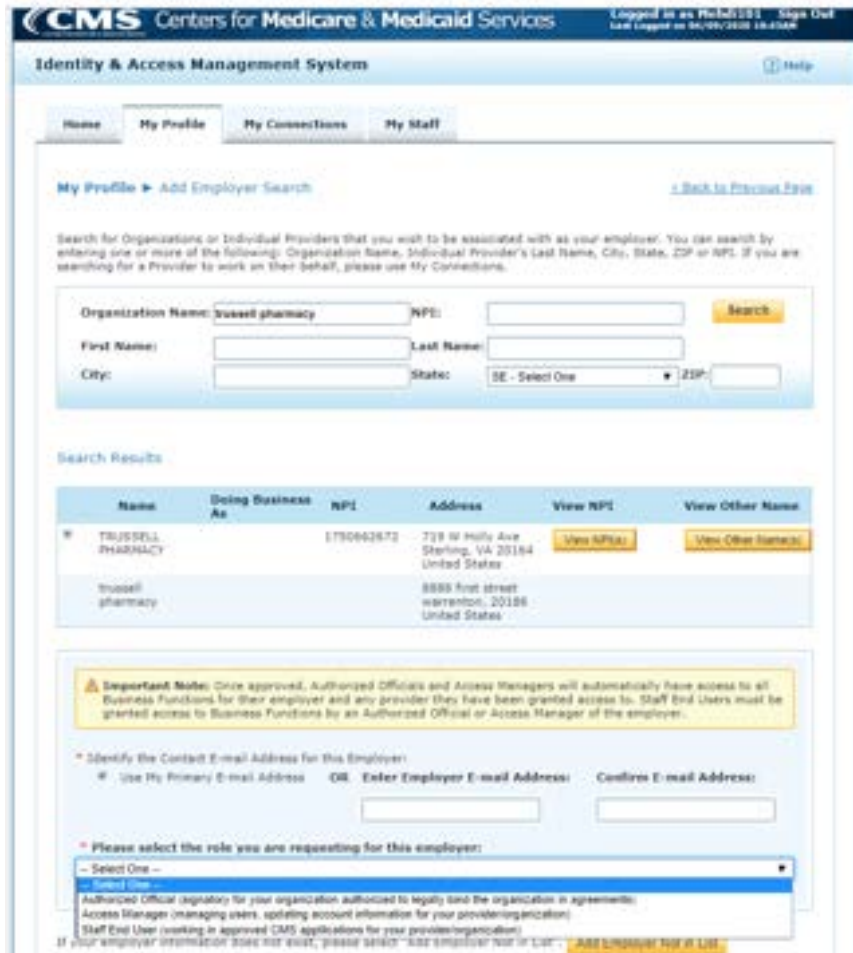 CMS Centers for Medicare & Medicaid Services
Logged in as Mehdi101 Sign Out
Identity & Access Management System
Help
Home My Profile My Connections My Staff
My Profile ► Add Employer Search
Back to Previous Page
Search for Organizations or Individual Providers that you wish to be associated with as your employer. You can search by
entering one or more of the following: Organization Name, Individual Provider's Last Name, City, State, ZIP or NPI. If you are
searching for a Provider to work on their behalf, please use My Connections.
Organization Name: trussell pharmacy NPI: Search
First Name: Last Name:
City: State: SE - Select One ZIP:
Search Results
Name Doing Business As NPI Address View NPI View Other Name
TRUSSELL PHARMACY 1750662672 719 W Holly Ave View NPI(s) View Other Name(s)
Sterling, VA 20164
United States
trussell pharmacy 8888 first street
warrenton, 20186
United States
Important Note: Once approved, Authorized Officials and Access Managers will automatically have access to all
Business Functions for their employer and any provider they have been granted access to. Staff End Users must be
granted access to Business Functions by an Authorized Official or Access Manager of the employer.
* Identify the Contact E-mail Address for this Employer:
Use My Primary E-mail Address OR Enter Employer E-mail Address: Confirm E-mail Address:
* Please select the role you are requesting for this employer:
-- Select One --
-- Select One --
Authorized Official (signatory) for your organization authorized to legally bind the organization in agreements)
Access Manager (managing users, updating account information for your provider/organization)
Staff End User (working in approved CMS applications for your provider/organization)
If your employer information does not exist, please select "Add Employer Not in List". Add Employer Not in List